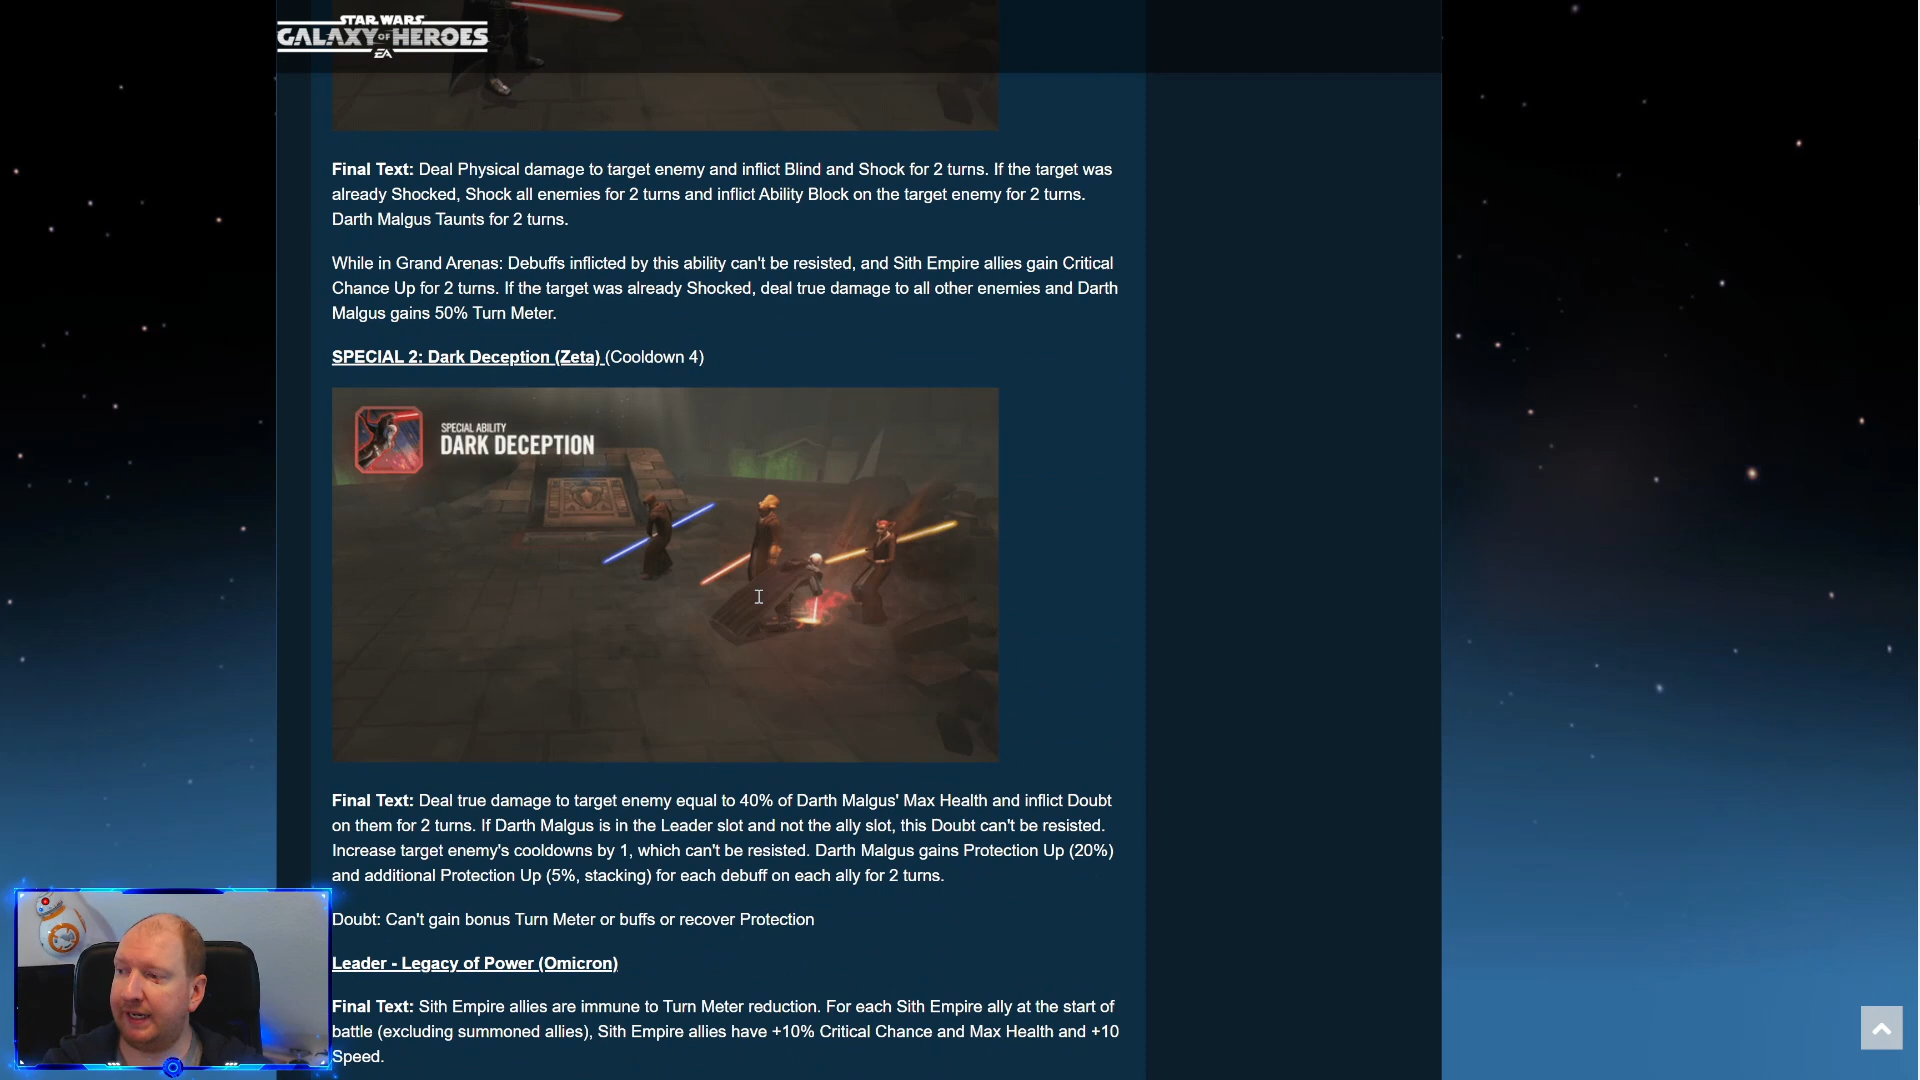 STAR WARS
GALAXY OF HEROES
EA
Final Text: Deal Physical damage to target enemy and inflict Blind and Shock for 2 turns. If the target was
already Shocked, Shock all enemies for 2 turns and inflict Ability Block on the target enemy for 2 turns.
Darth Malgus Taunts for 2 turns.
While in Grand Arenas: Debuffs inflicted by this ability can't be resisted, and Sith Empire allies gain Critical
Chance Up for 2 turns. If the target was already Shocked, deal true damage to all other enemies and Darth
Malgus gains 50% Turn Meter.
SPECIAL 2: Dark Deception (Zeta) (Cooldown 4)
SPECIAL ABILITY
DARK DECEPTION
Final Text: Deal true damage to target enemy equal to 40% of Darth Malgus' Max Health and inflict Doubt
on them for 2 turns. If Darth Malgus is in the Leader slot and not the ally slot, this Doubt can't be resisted.
Increase target enemy's cooldowns by 1, which can't be resisted. Darth Malgus gains Protection Up (20%)
and additional Protection Up (5%, stacking) for each debuff on each ally for 2 turns.
Doubt: Can't gain bonus Turn Meter or buffs or recover Protection
Leader - Legacy of Power (Omicron)
Final Text: Sith Empire allies are immune to Turn Meter reduction. For each Sith Empire ally at the start of
battle (excluding summoned allies), Sith Empire allies have +10% Critical Chance and Max Health and +10
Speed.